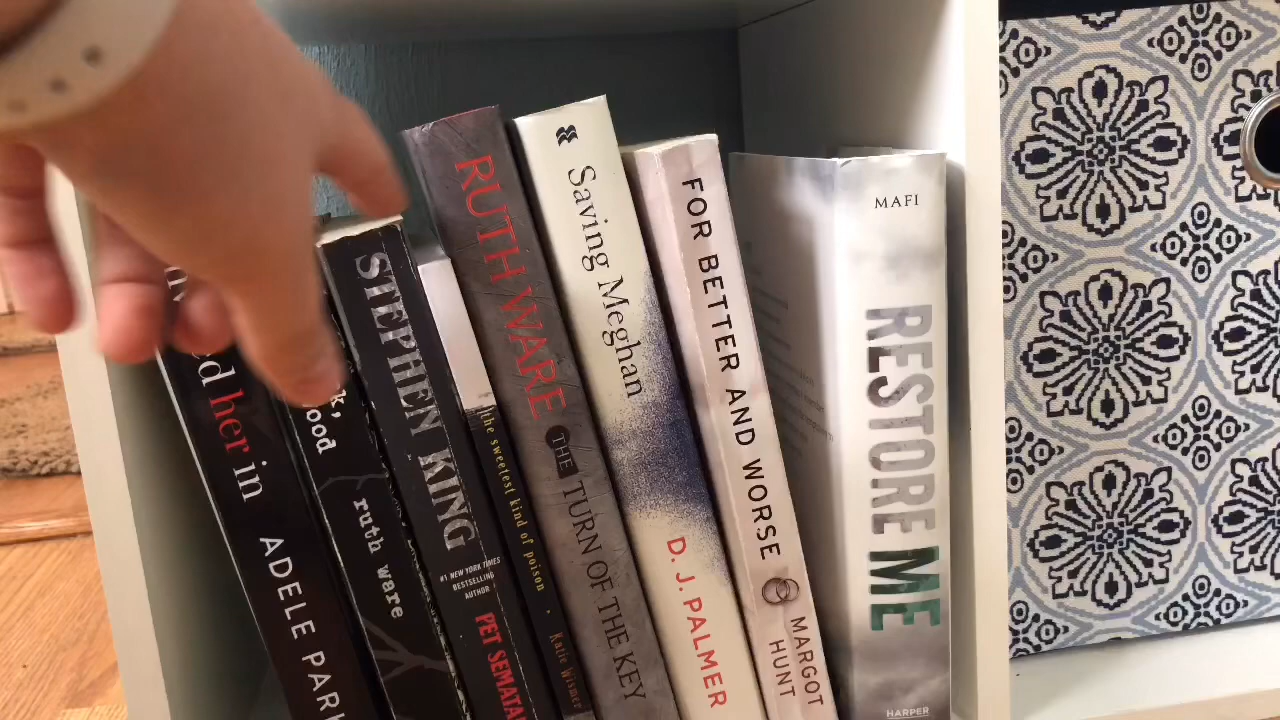 her in
ADELE
ood
ruth ware
STEPHEN KING
#1 NEW YORK TIMES
BESTSELLING
AUTHOR
PET
the sweetest kind of poison
Katie Wismer
RUTH WARE
THE TURN OF THE KEY
Saving Meghan
D. J. PALMER
FOR BETTER AND WORSE
MARGOT
HUNT
MAFI
RESTORE ME
HARPER